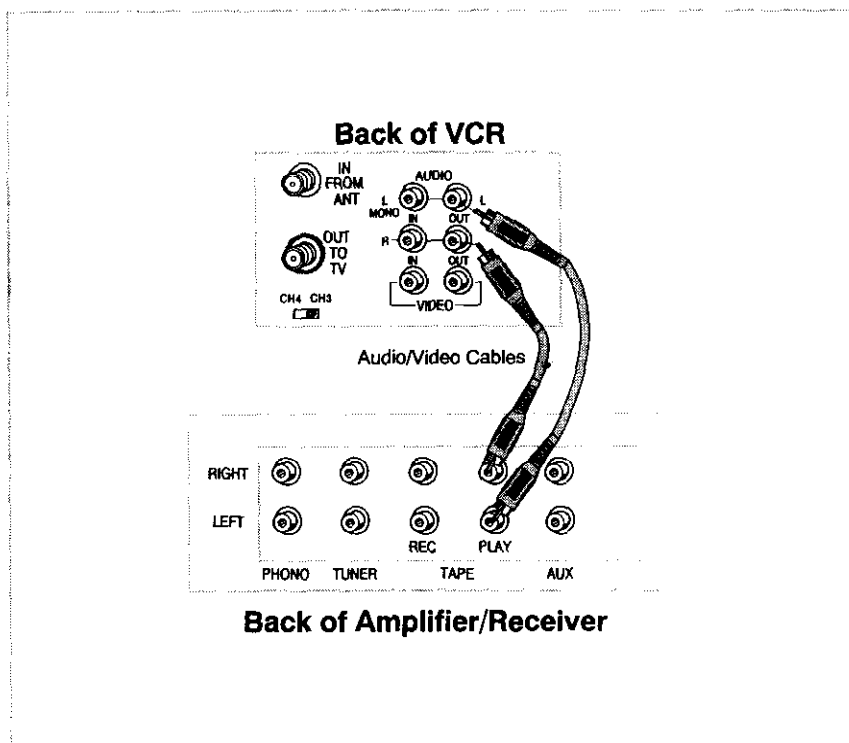 Back of VCR
IN
FROM
ANT
OUT
TO
TV
CH4 CH3
AUDIO
L
MONO
L
IN
OUT
R
IN
OUT
VIDEO
Audio/Video Cables
RIGHT
LEFT
REC
PLAY
PHONO
TUNER
TAPE
AUX
Back of Amplifier/Receiver